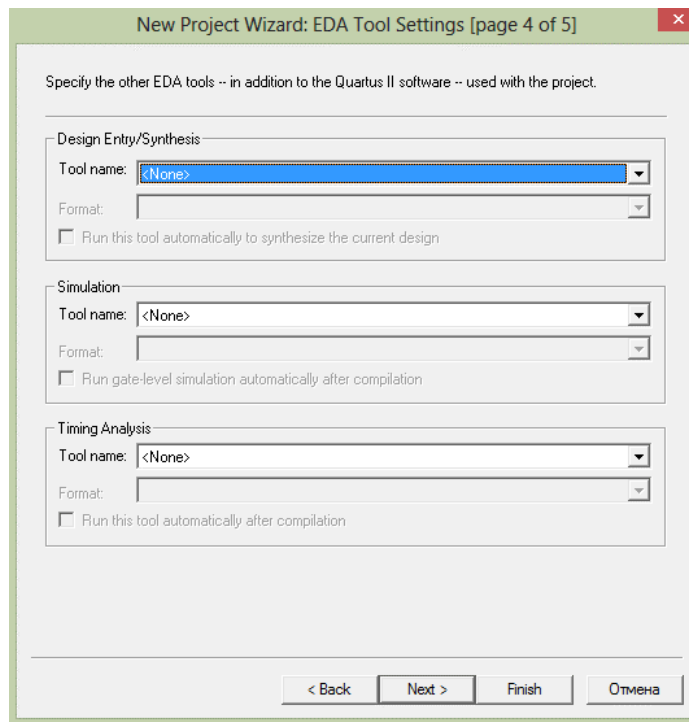 New Project Wizard: EDA Tool Settings [page 4 of 5]
Specify the other EDA tools -- in addition to the Quartus II software -- used with the project.
Design Entry/Synthesis
Tool name: <None>
Format:
Run this tool automatically to synthesize the current design
Simulation
Tool name: <None>
Format:
Run gate-level simulation automatically after compilation
Timing Analysis
Tool name: <None>
Format:
Run this tool automatically after compilation
< Back Next > Finish Отмена